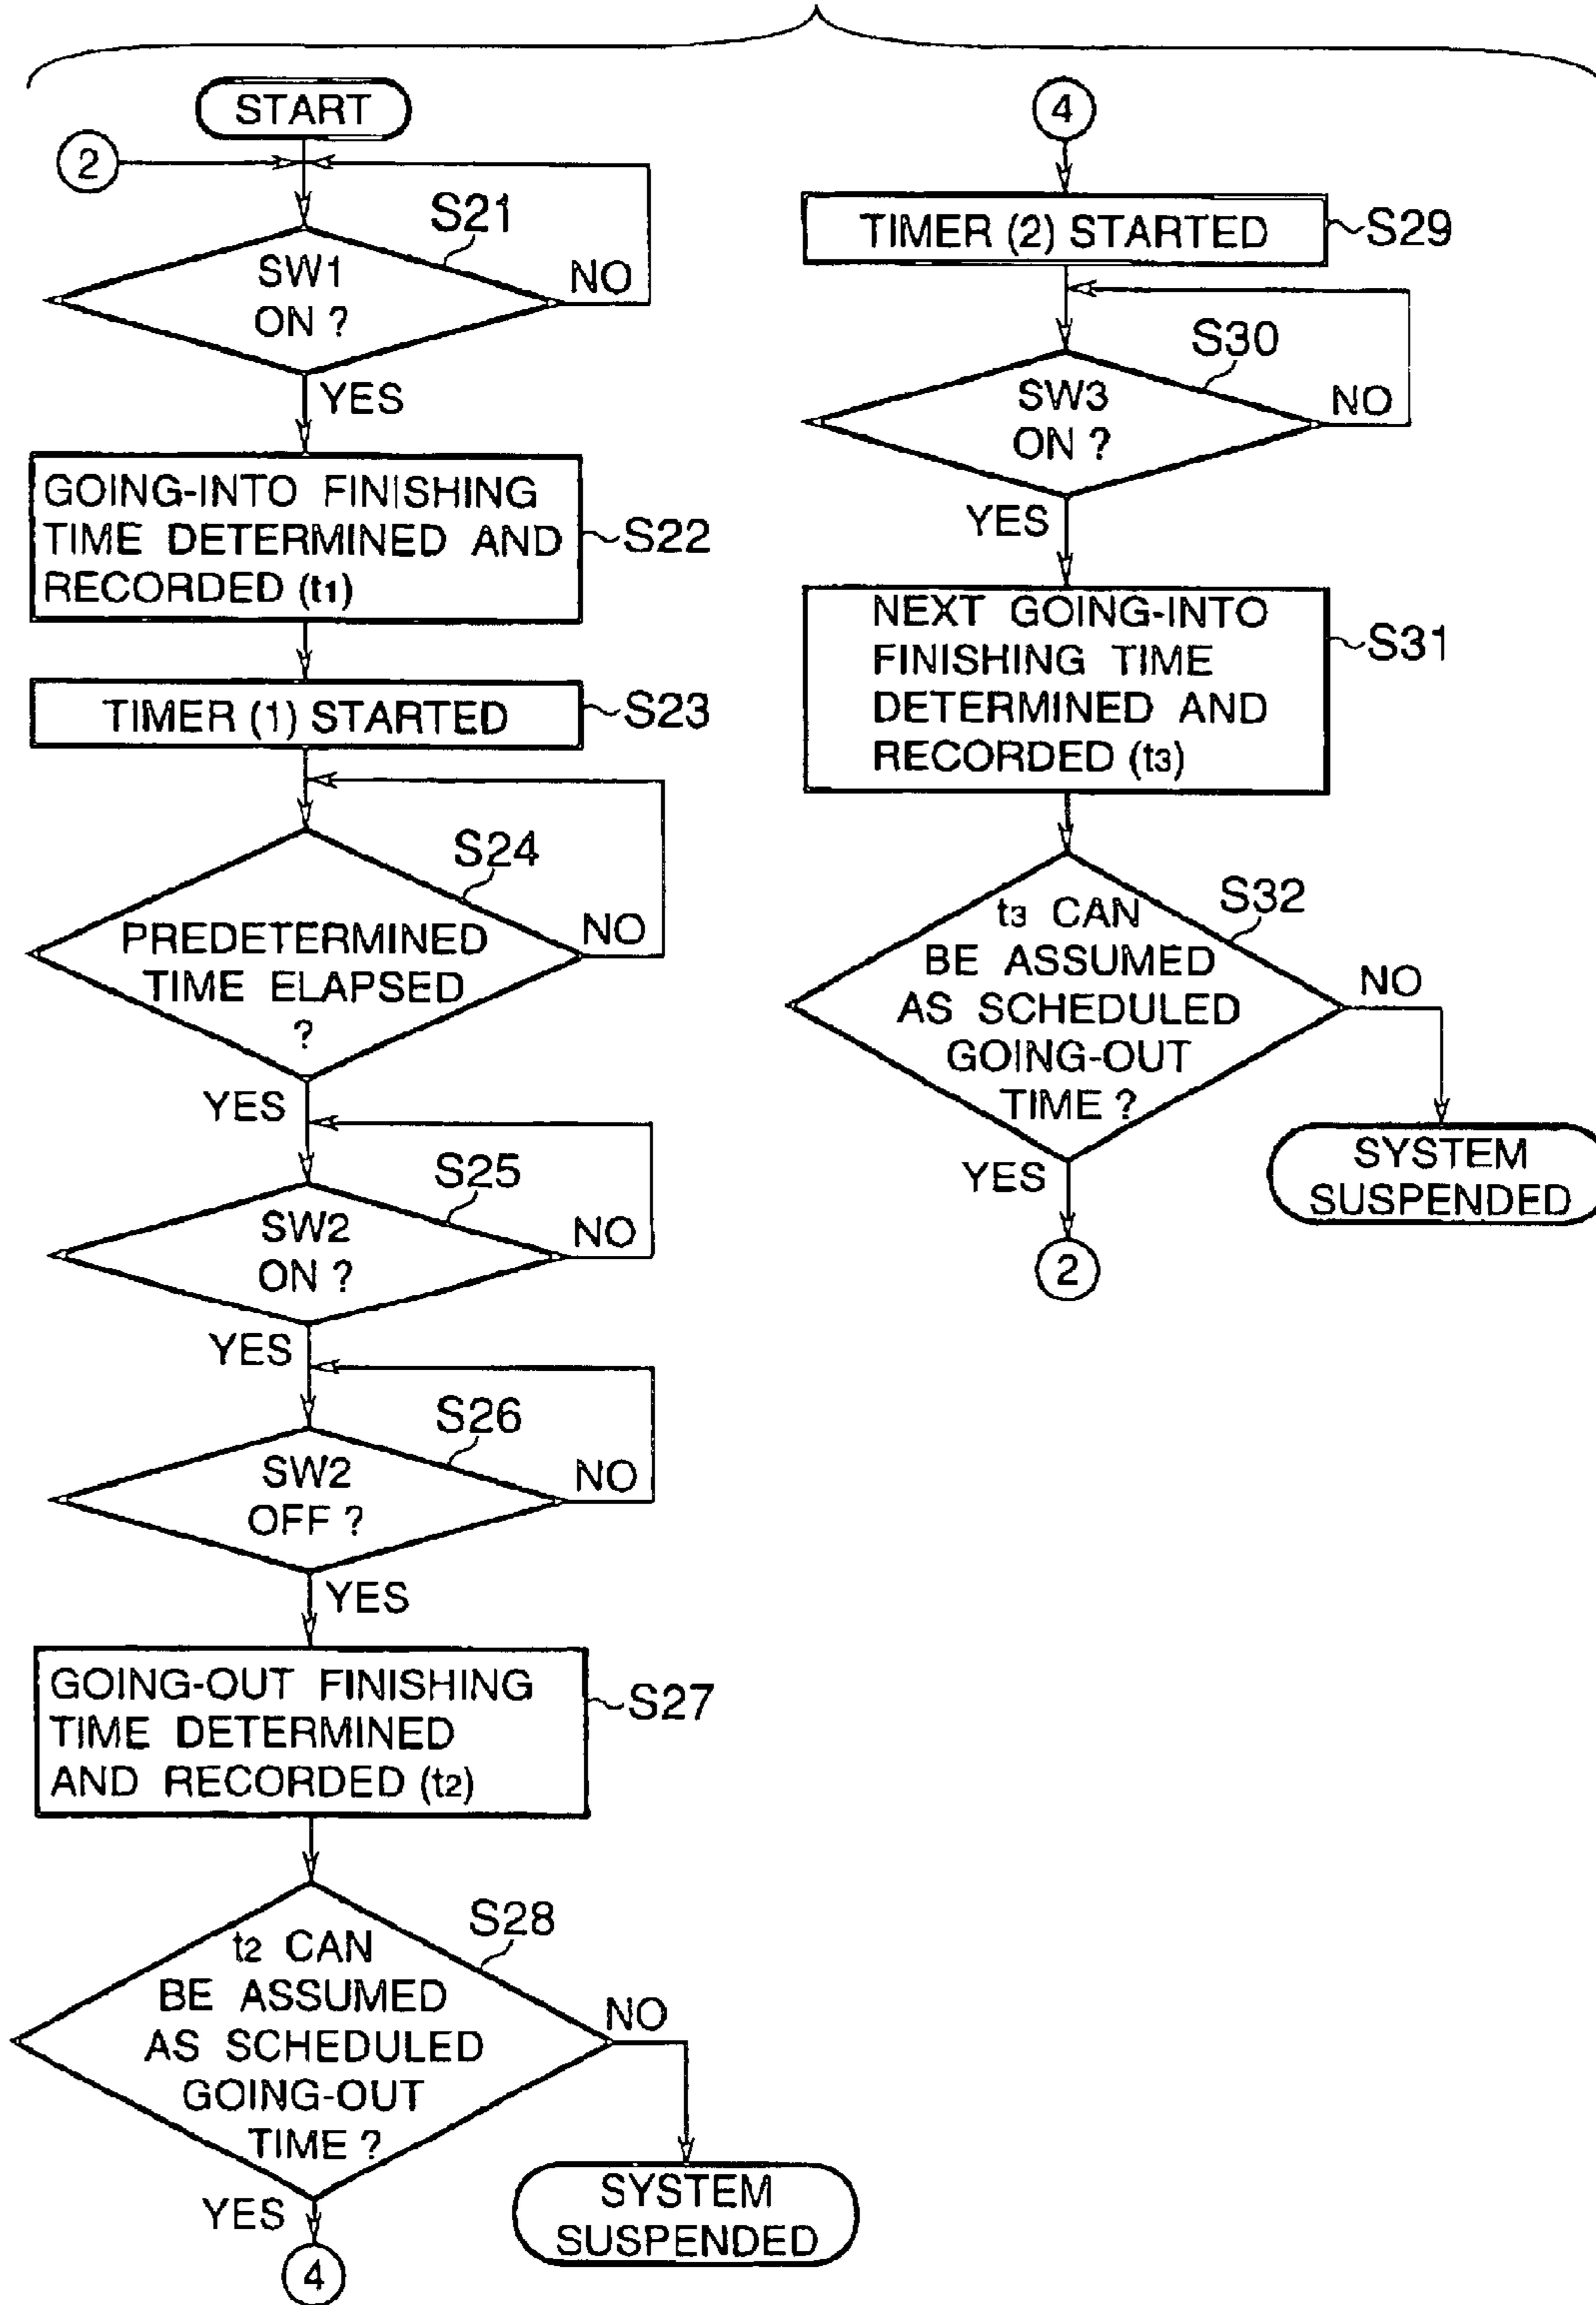 START
2
S21
SW1
ON ?
NO
YES
GOING-INTO FINISHING
TIME DETERMINED AND
RECORDED (t1)
S22
TIMER (1) STARTED
S23
S24
PREDETERMINED
TIME ELAPSED
?
NO
YES
S25
SW2
ON ?
NO
YES
S26
SW2
OFF ?
NO
YES
GOING-OUT FINISHING
TIME DETERMINED
AND RECORDED (t2)
S27
S28
t2 CAN
BE ASSUMED
AS SCHEDULED
GOING-OUT
TIME ?
NO
SYSTEM
SUSPENDED
YES
4
4
TIMER (2) STARTED
S29
S30
SW3
ON ?
NO
YES
NEXT GOING-INTO
FINISHING TIME
DETERMINED AND
RECORDED (t3)
S31
S32
t3 CAN
BE ASSUMED
AS SCHEDULED
GOING-OUT
TIME ?
NO
SYSTEM
SUSPENDED
YES
2